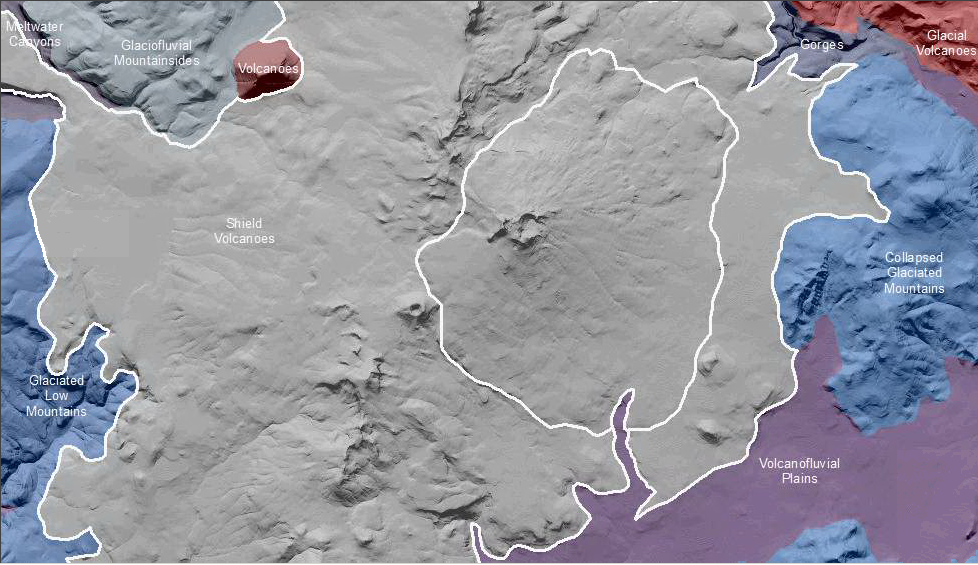 Meltwater
Canyons
Glaciofluvial
Mountainsides
Volcanoes
Gorges
Glacial
Volcanoes
Shield
Volcanoes
Collapsed
Glaciated
Mountains
Glaciated
Low
Mountains
Volcanofluvial
Plains